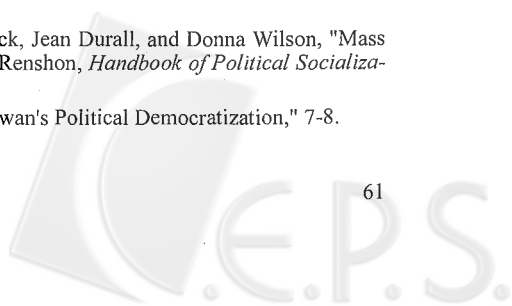 ck, Jean Durall, and Donna Wilson, "Mass
Renshon, Handbook of Political Socializa-
wan's Political Democratization," 7-8.
61
C.E.P.S.